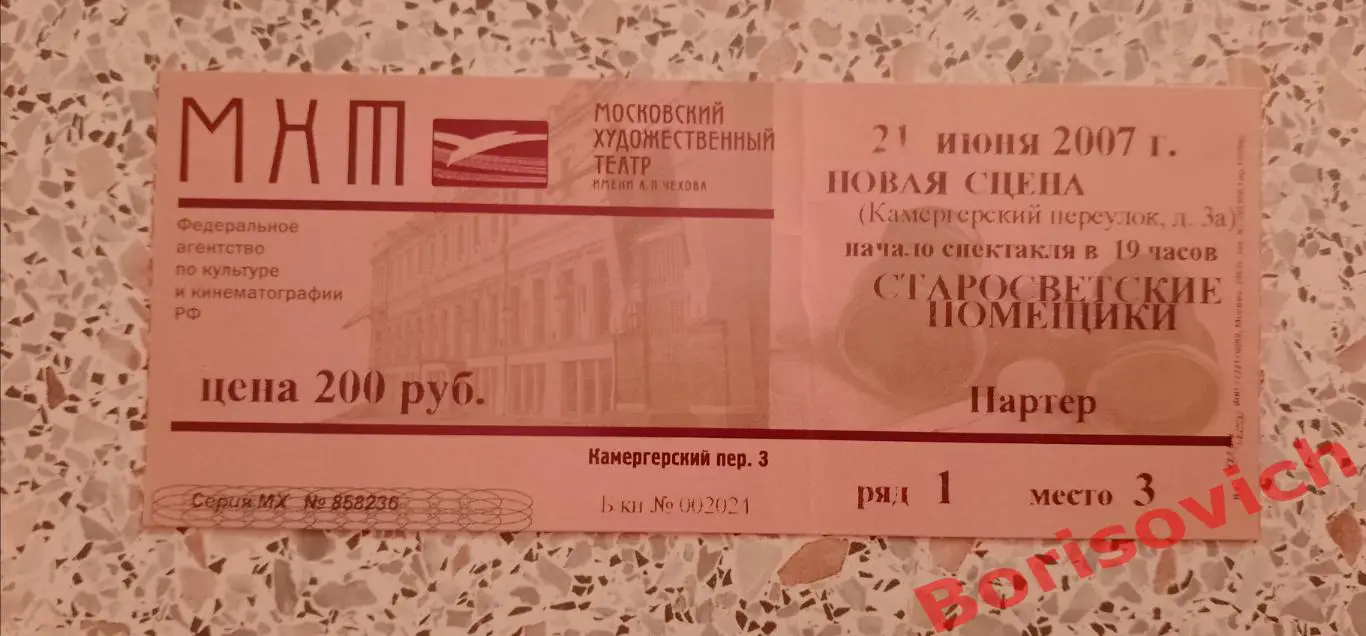 МХТ
МОСКОВСКИЙ
ХУДОЖЕСТВЕННЫЙ
ТЕАТР
ИМЕНИ А.П.ЧЕХОВА
Федеральное
агентство
по культуре
и кинематографии
РФ
цена 200 руб.
21 июня 2007 г.
НОВАЯ СЦЕНА
(Камергерский переулок, д. 3а)
начало спектакля в 19 часов
СТАРОСВЕТСКИЕ
ПОМЕЩИКИ
Партер
Камергерский пер. 3
Серия МХ № 858236
№ 002021
ряд 1 место 3
Borisovich